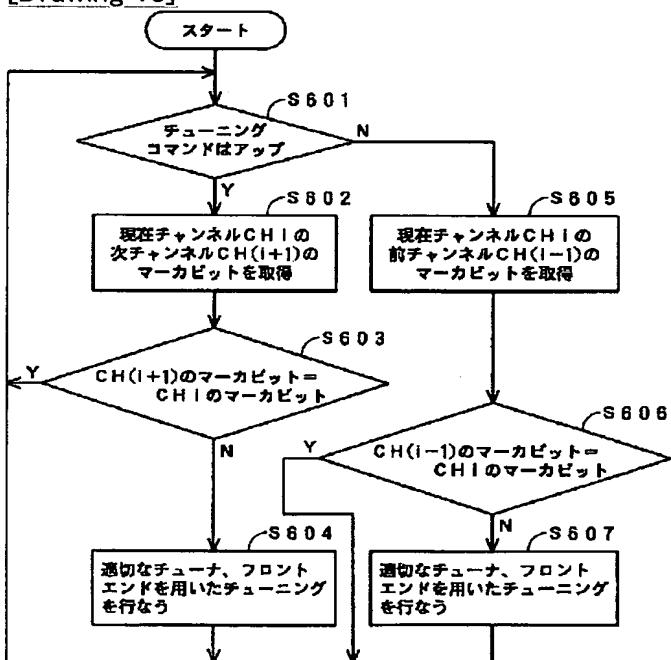 スタート
S601
チューニング
コマンドはアップ
N
Y
S602
現在チャンネルCHiの
次チャンネルCH(i+1)の
マーカビットを取得
S605
現在チャンネルCHiの
前チャンネルCH(i-1)の
マーカビットを取得
S603
Y
CH(i+1)のマーカビット=
CHiのマーカビット
N
S606
Y
CH(i-1)のマーカビット=
CHiのマーカビット
N
S604
適切なチューナ、フロント
エンドを用いたチューニング
を行なう
S607
適切なチューナ、フロント
エンドを用いたチューニング
を行なう